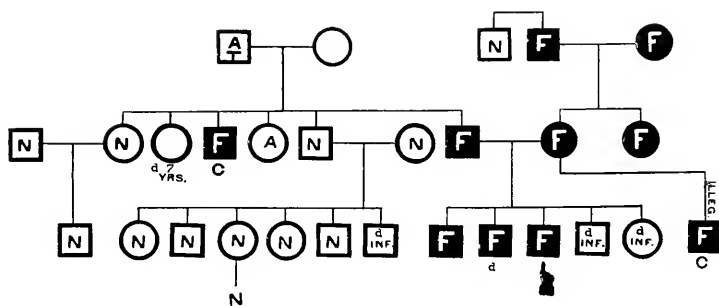 A
T
N F F
N N d. 7 YRS. F A N N F F F
C
ILLEG.
N N N N N N d INF. F F F d INF. d INF. F
d C
N